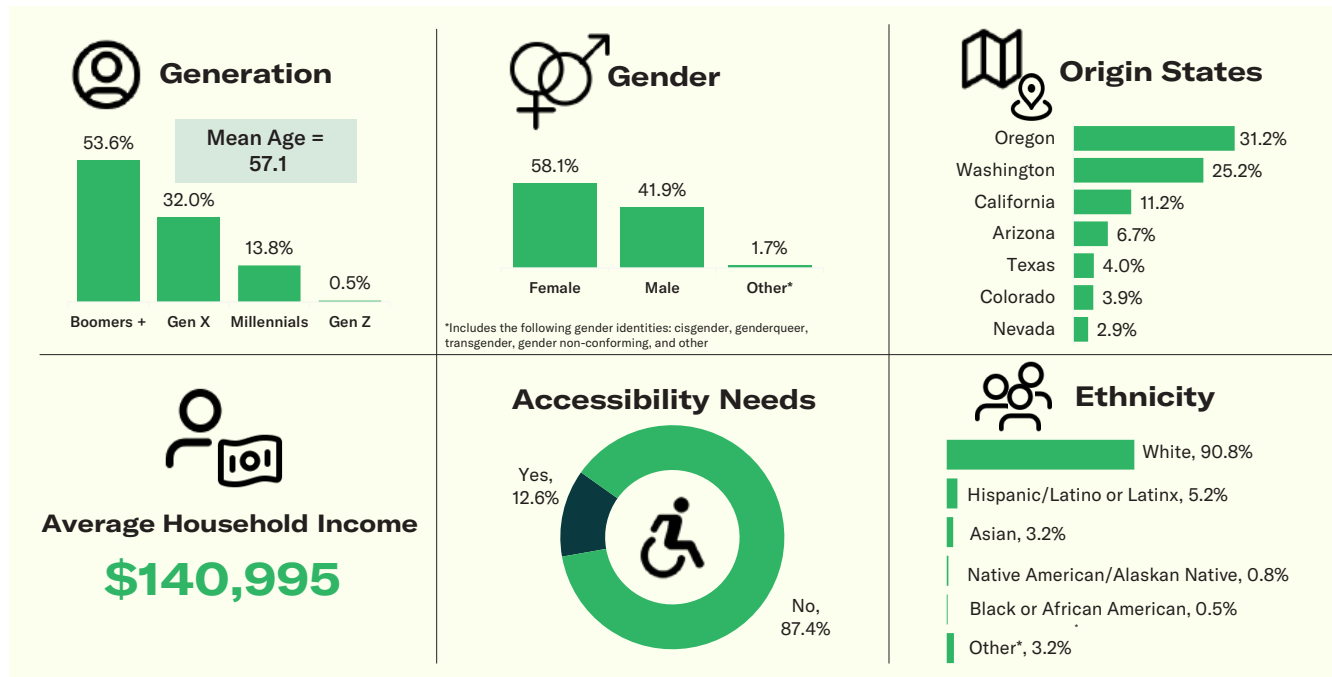 Generation
Mean Age =
57.1
53.6%
32.0%
13.8%
0.5%
Boomers +
Gen X
Millennials
Gen Z
Gender
58.1%
41.9%
1.7%
Female
Male
Other*
*Includes the following gender identities: cisgender, genderqueer,
transgender, gender non-conforming, and other
Origin States
Oregon 31.2%
Washington 25.2%
California 11.2%
Arizona 6.7%
Texas 4.0%
Colorado 3.9%
Nevada 2.9%
Average Household Income
$140,995
Accessibility Needs
Yes,
12.6%
No,
87.4%
Ethnicity
White, 90.8%
Hispanic/Latino or Latinx, 5.2%
Asian, 3.2%
Native American/Alaskan Native, 0.8%
Black or African American, 0.5%
Other*, 3.2%